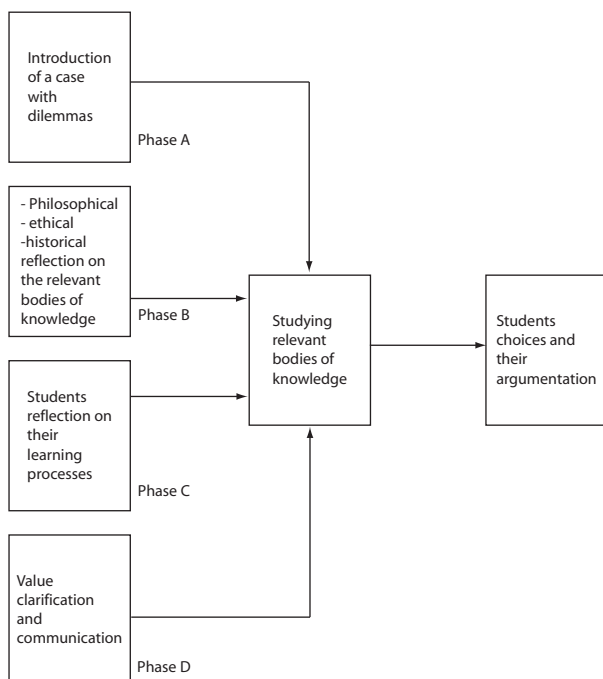 Introduction
of a case
with
dilemmas
Phase A
- Philosophical
- ethical
-historical
reflection on
the relevant
bodies of
knowledge
Phase B
Studying
relevant
bodies of
knowledge
Students
choices and
their
argumentation
Students
reflection on
their
learning
processes
Phase C
Value
clarification
and
communication
Phase D